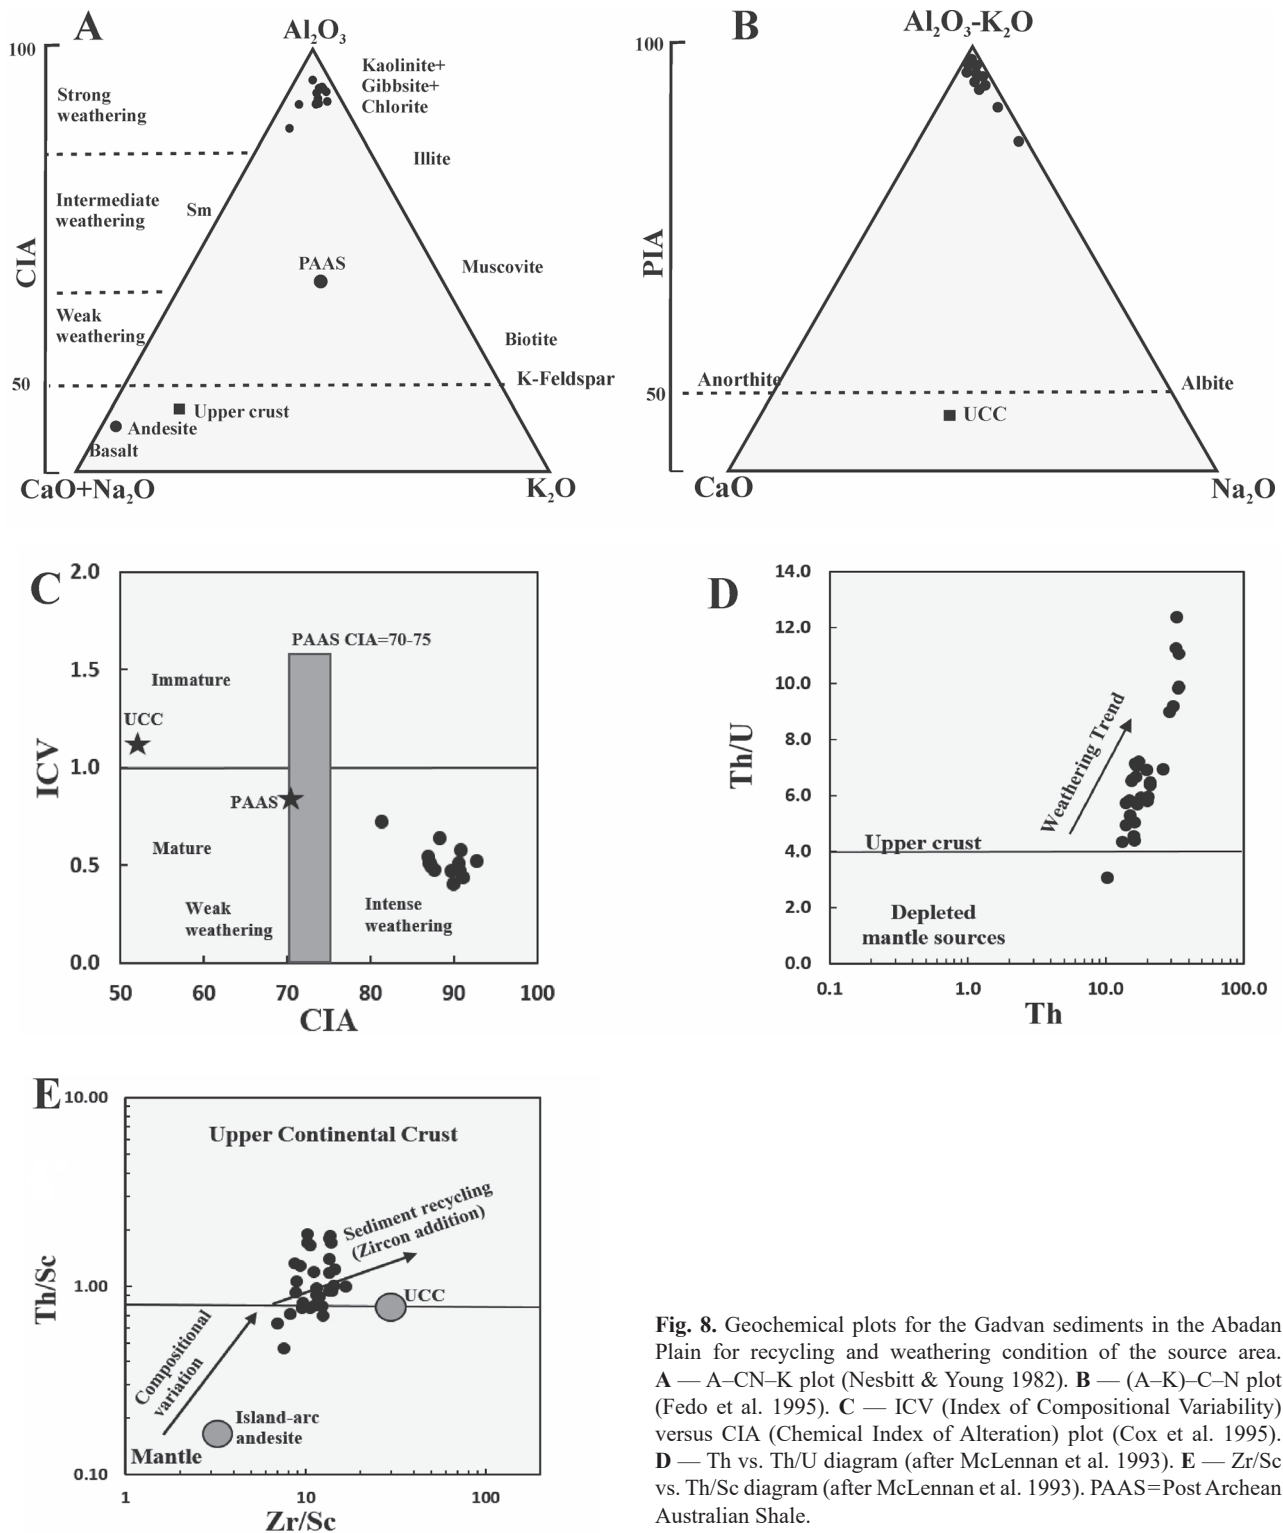 A
Al₂O₃
100
Kaolinite+
Gibbsite+
Chlorite
Strong
weathering
Illite
Intermediate
weathering
Sm
CIA
PAAS
Muscovite
Weak
weathering
Biotite
K-Feldspar
50
Upper crust
Andesite
Basalt
CaO+Na₂O
K₂O
B
Al₂O₃-K₂O
100
PIA
Anorthite
Albite
50
UCC
CaO
Na₂O
C
2.0
PAAS CIA=70-75
1.5
Immature
UCC
ICV
1.0
PAAS
Mature
0.5
Intense
weathering
Weak
weathering
0.0
50 60 70 80 90 100
CIA
D
14.0
12.0
10.0
Th/U
8.0
Weathering Trend
6.0
Upper crust
4.0
2.0
Depleted
mantle sources
0.0
0.1 1.0 10.0 100.0
Th
E
10.00
Upper Continental Crust
Sediment recycling
(Zircon addition)
Th/Sc
1.00
UCC
Compositional
variation
Island-arc
andesite
Mantle
0.10
1 10 100
Zr/Sc
Fig. 8. Geochemical plots for the Gadvan sediments in the Abadan
Plain for recycling and weathering condition of the source area.
A — A–CN–K plot (Nesbitt & Young 1982). B — (A–K)–C–N plot
(Fedo et al. 1995). C — ICV (Index of Compositional Variability)
versus CIA (Chemical Index of Alteration) plot (Cox et al. 1995).
D — Th vs. Th/U diagram (after McLennan et al. 1993). E — Zr/Sc
vs. Th/Sc diagram (after McLennan et al. 1993). PAAS=Post Archean
Australian Shale.